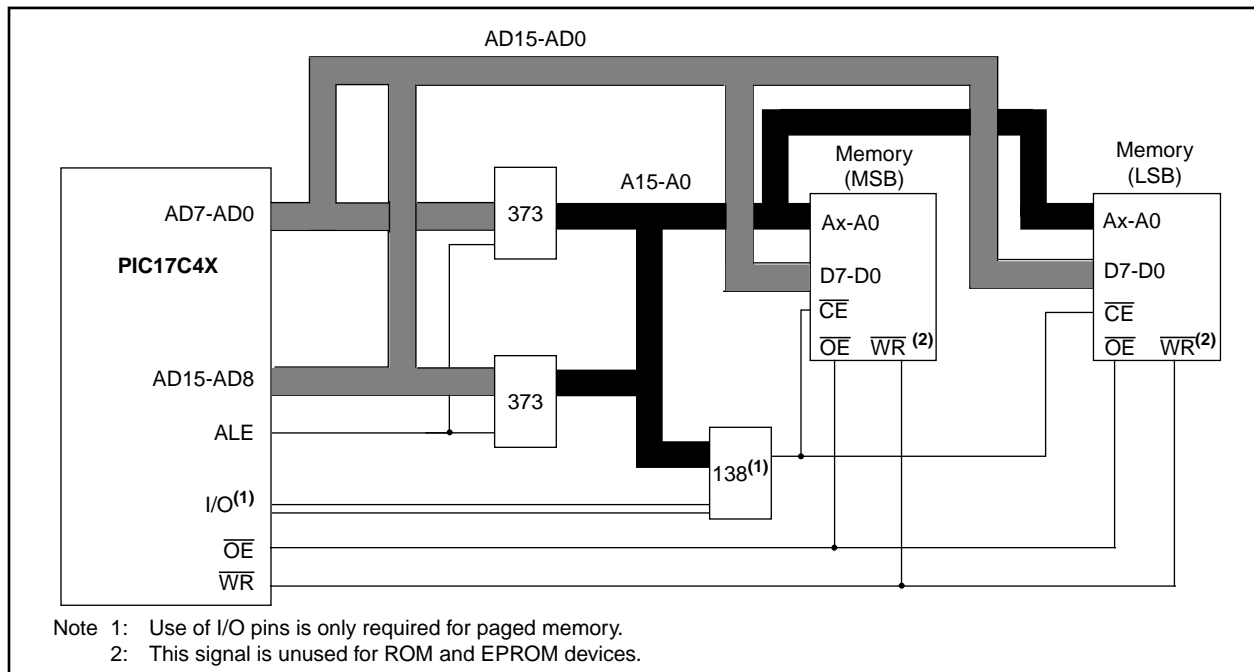 AD15-AD0
Memory
(MSB)
Memory
(LSB)
A15-A0
373
AD7-AD0
PIC17C4X
Ax-A0
D7-D0
CE
OE WR (2)
Ax-A0
D7-D0
CE
OE WR(2)
AD15-AD8
373
ALE
138(1)
I/O(1)
OE
WR
Note 1: Use of I/O pins is only required for paged memory.
2: This signal is unused for ROM and EPROM devices.